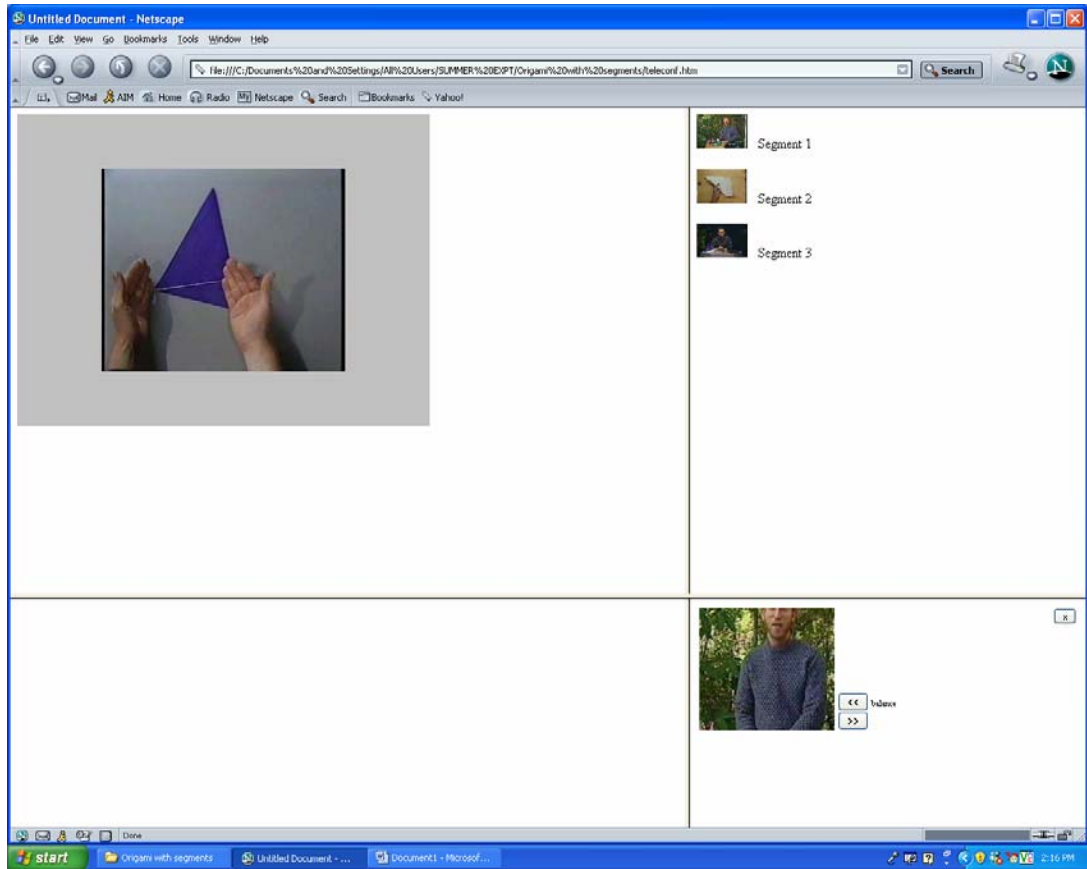 Untitled Document - Netscape
File Edit View Go Bookmarks Tools Window Help
file:///C:/Documents%20and%20Settings/All%20Users/SUMMER%20EXPT/Origami%20with%20segments/teleconf.htm
Search
N
Mail AIM Home Radio My Netscape Search Bookmarks Yahoo!
Segment 1
Segment 2
Segment 3
x
<<
>>
Done
start Origami with segments Untitled Document - ... Document1 - Microsof... 2:16 PM